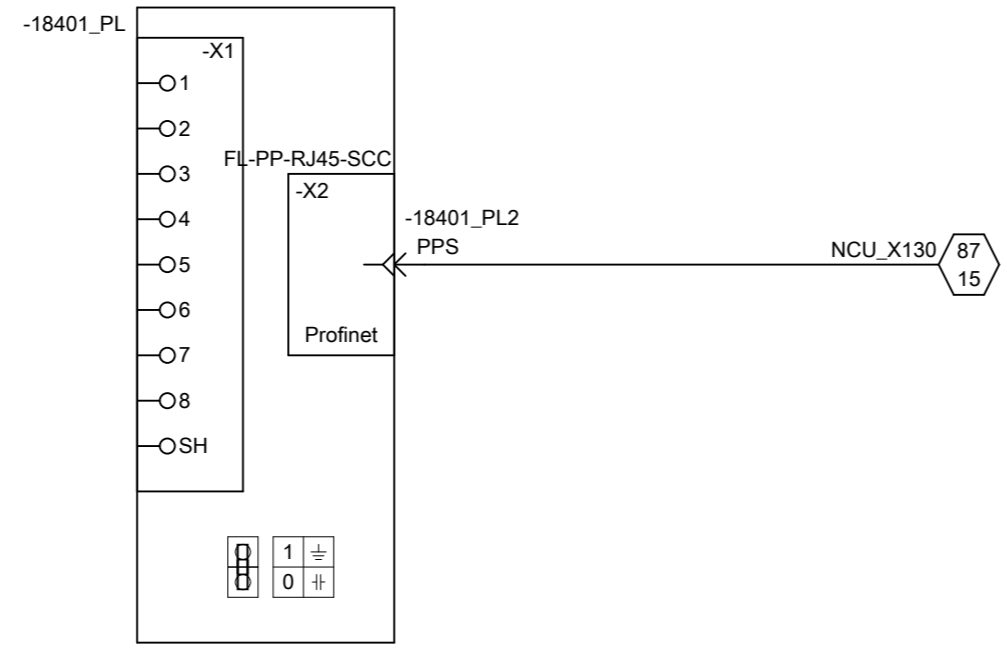 -18401_PL
-X1
1
2
FL-PP-RJ45-SCC
3
-X2
-18401_PL2
4
PPS
NCU_X130
87
5
15
6
Profinet
7
8
SH
1
0